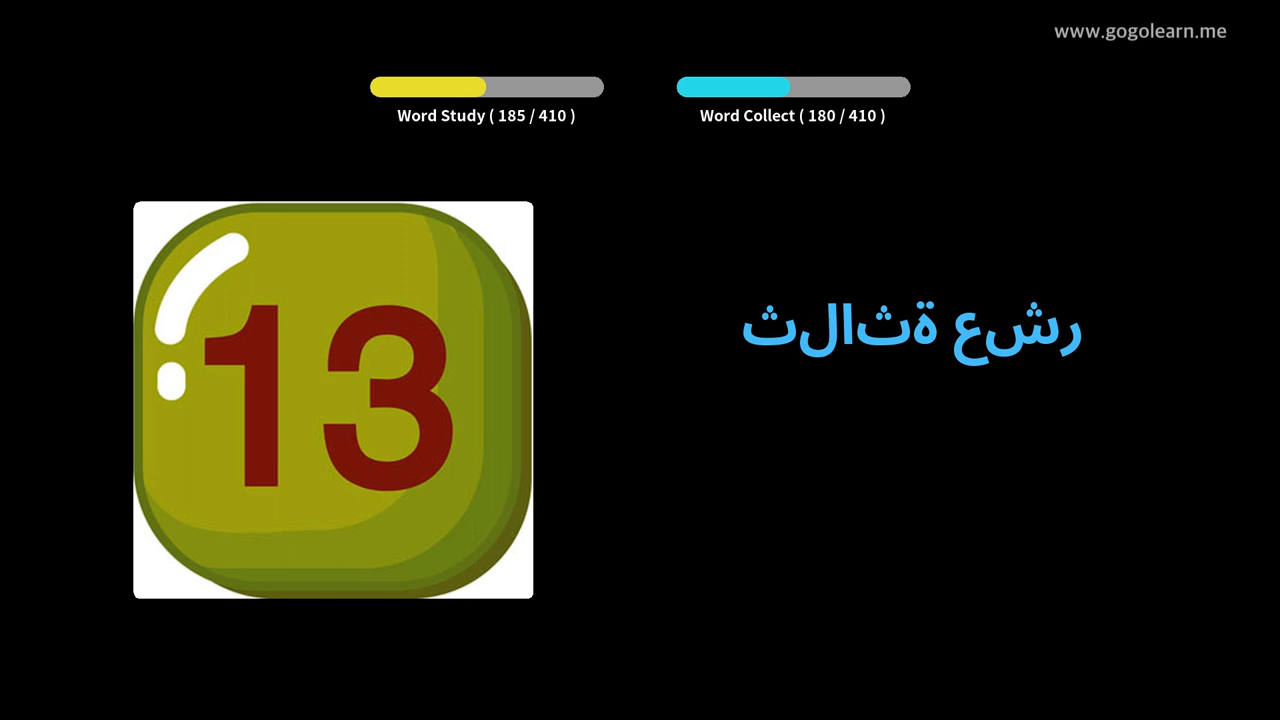 www.gogolearn.me
Word Study ( 185 / 410 )
Word Collect ( 180 / 410 )
13
ثلاثة عشر